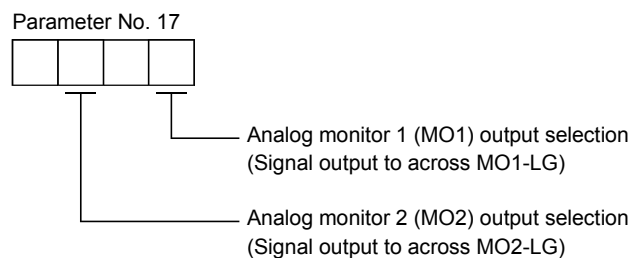 Parameter No. 17
Analog monitor 1 (MO1) output selection
(Signal output to across MO1-LG)
Analog monitor 2 (MO2) output selection
(Signal output to across MO2-LG)